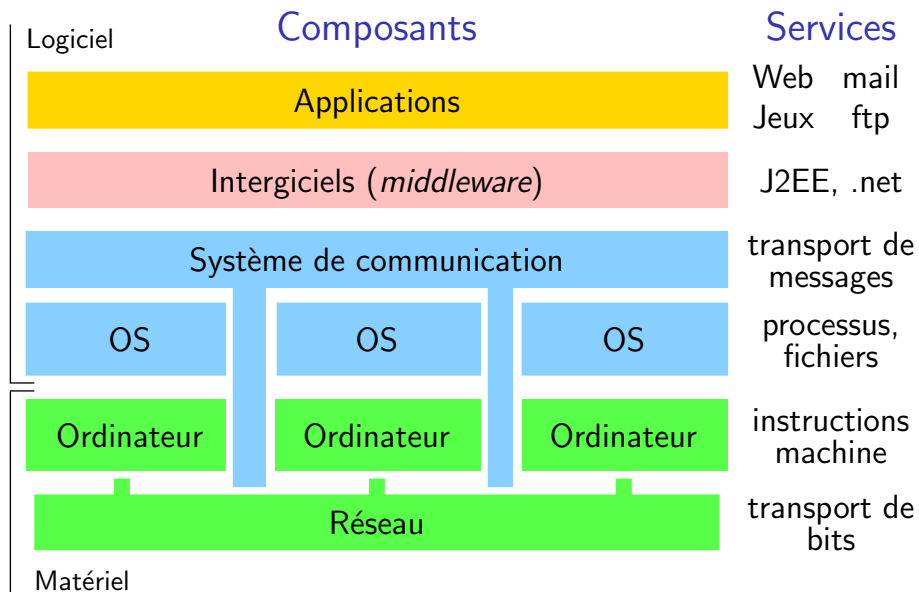 Logiciel
Composants
Services
Applications
Web mail
Jeux ftp
Intergiciels (middleware)
J2EE, .net
Système de communication
transport de
messages
OS
OS
OS
processus,
fichiers
Ordinateur
Ordinateur
Ordinateur
instructions
machine
Réseau
transport de
bits
Matériel